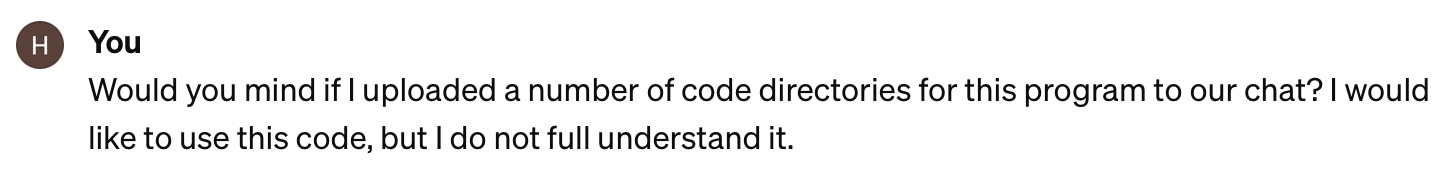 H
You
Would you mind if I uploaded a number of code directories for this program to our chat? I would
like to use this code, but I do not full understand it.